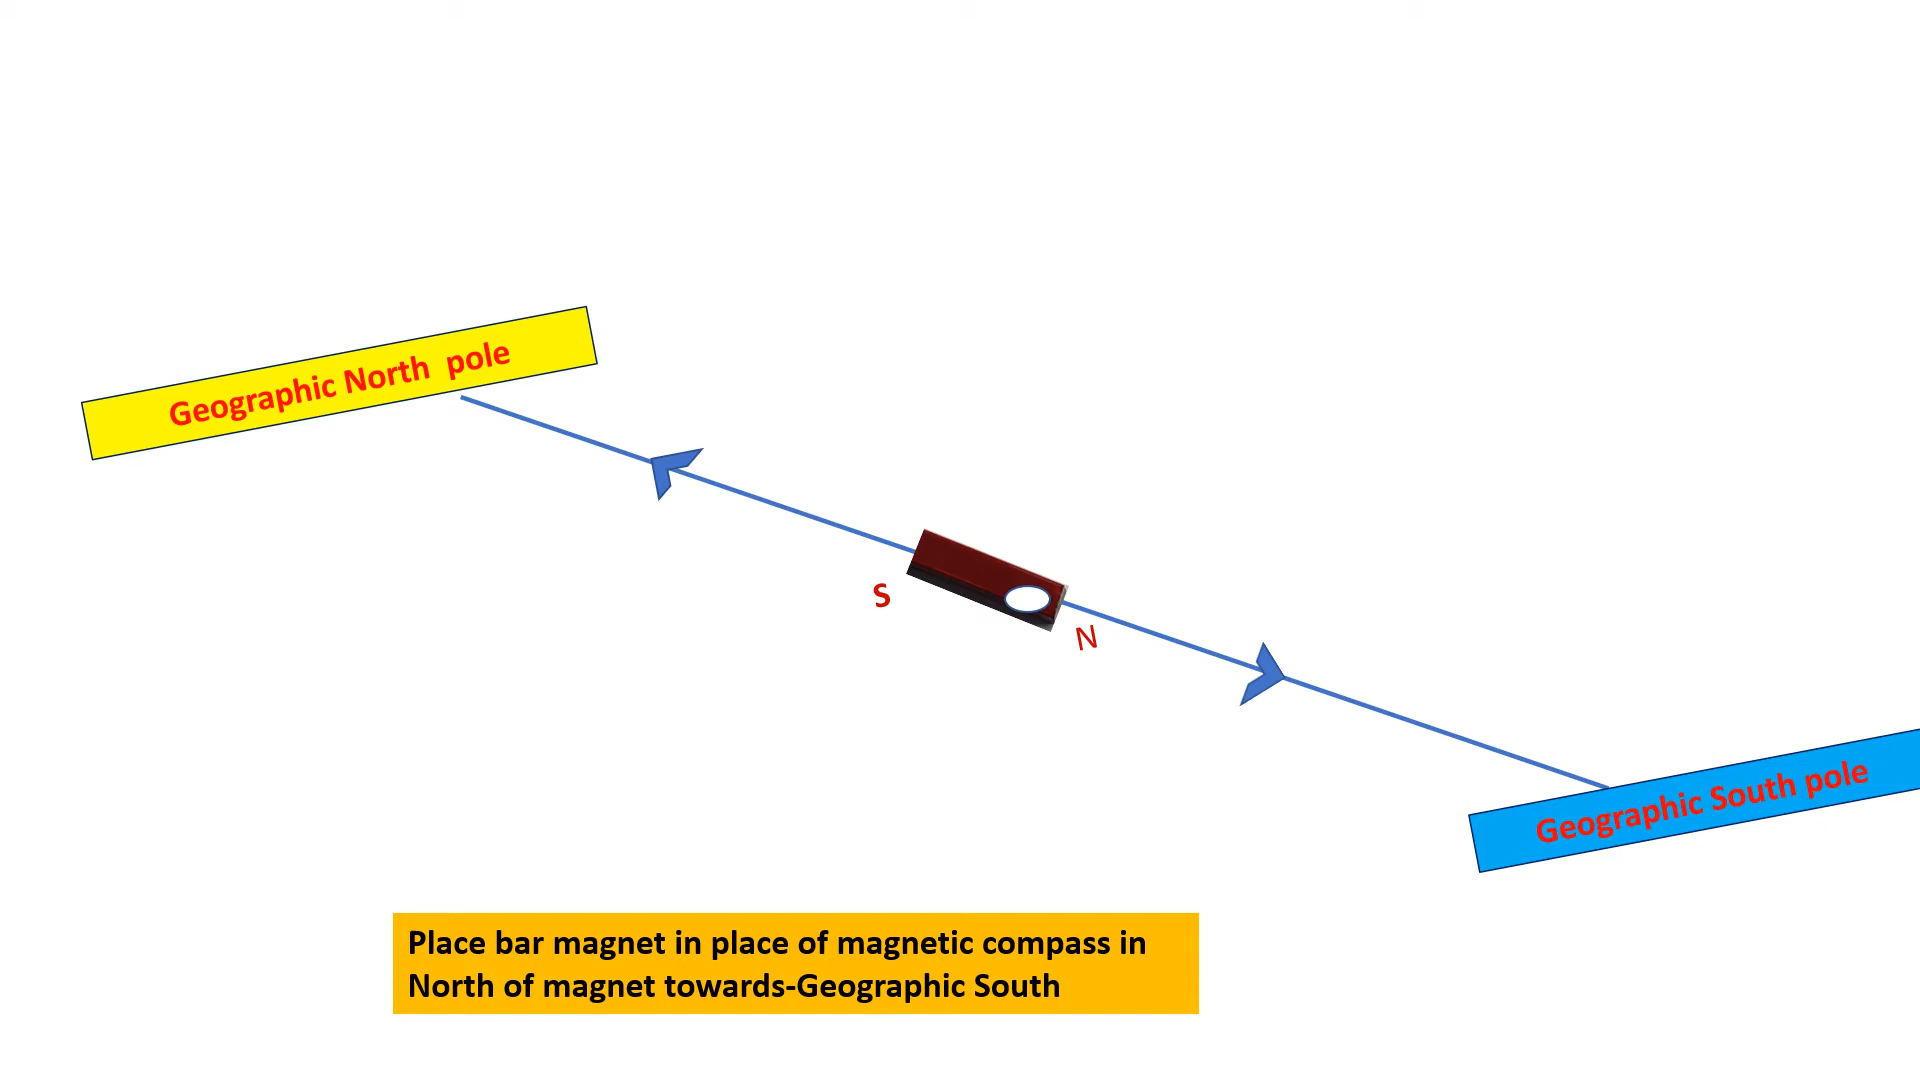 Geographic North pole
S
N
Geographic South pole
Place bar magnet in place of magnetic compass in
North of magnet towards-Geographic South